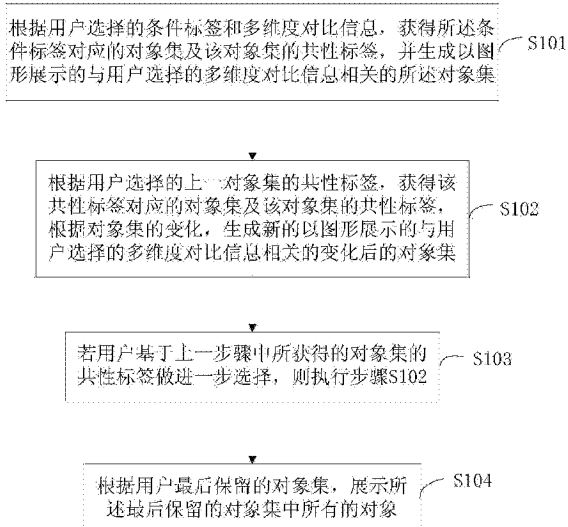 根据用户选择的条件标签和多维度对比信息，获得所述条
件标签对应的对象集及该对象集的共性标签，并生成以图
形展示的与用户选择的多维度对比信息相关的所述对象集
S101
根据用户选择的上一对象集的共性标签，获得该
共性标签对应的对象集及该对象集的共性标签，
根据对象集的变化，生成新的以图形展示的与用
户选择的多维度对比信息相关的变化后的对象集
S102
若用户基于上一步骤中所获得的对象集的
共性标签做进一步选择，则执行步骤S102
S103
根据用户最后保留的对象集，展示所
述最后保留的对象集中所有的对象
S104